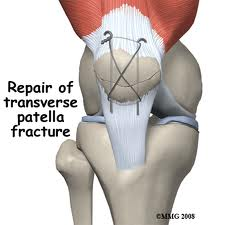 Repair of
transverse
patella
fracture
©MMG 2008